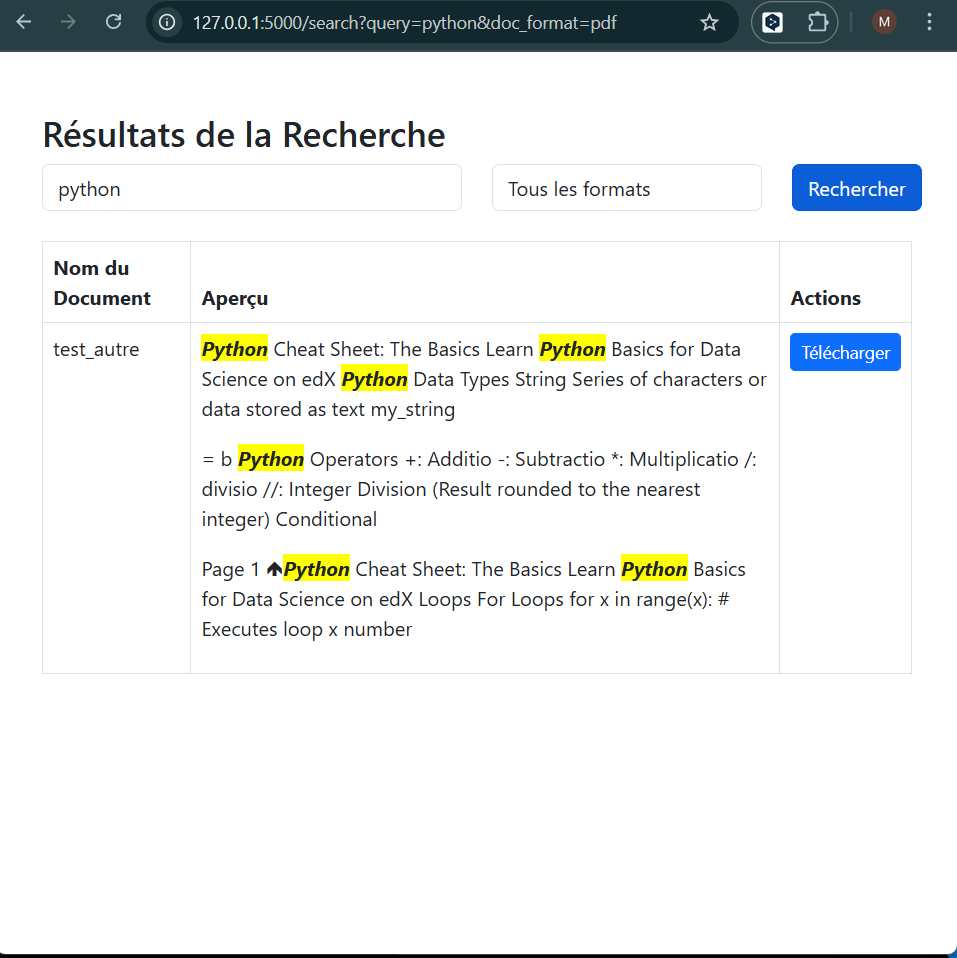 127.0.0.1:5000/search?query=python&doc_format=pdf
M
Résultats de la Recherche
python
Tous les formats
Rechercher
Nom du
Document
Aperçu
Actions
test_autre
Python Cheat Sheet: The Basics Learn Python Basics for Data
Science on edX Python Data Types String Series of characters or
data stored as text my_string
= b Python Operators +: Additio -: Subtractio *: Multiplicatio /:
divisio //: Integer Division (Result rounded to the nearest
integer) Conditional
Page 1 🡅Python Cheat Sheet: The Basics Learn Python Basics
for Data Science on edX Loops For Loops for x in range(x): #
Executes loop x number
Télécharger